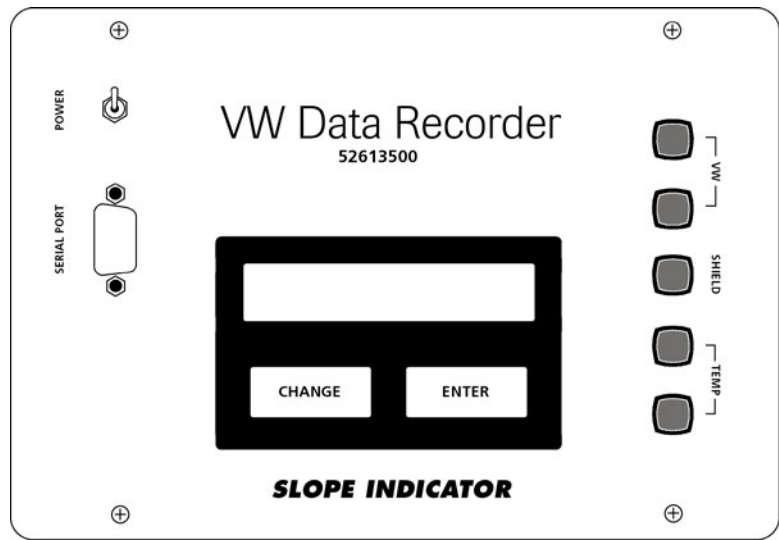 POWER
SERIAL PORT
VW Data Recorder
52613500
CHANGE
ENTER
SLOPE INDICATOR
VW
SHIELD
TEMP